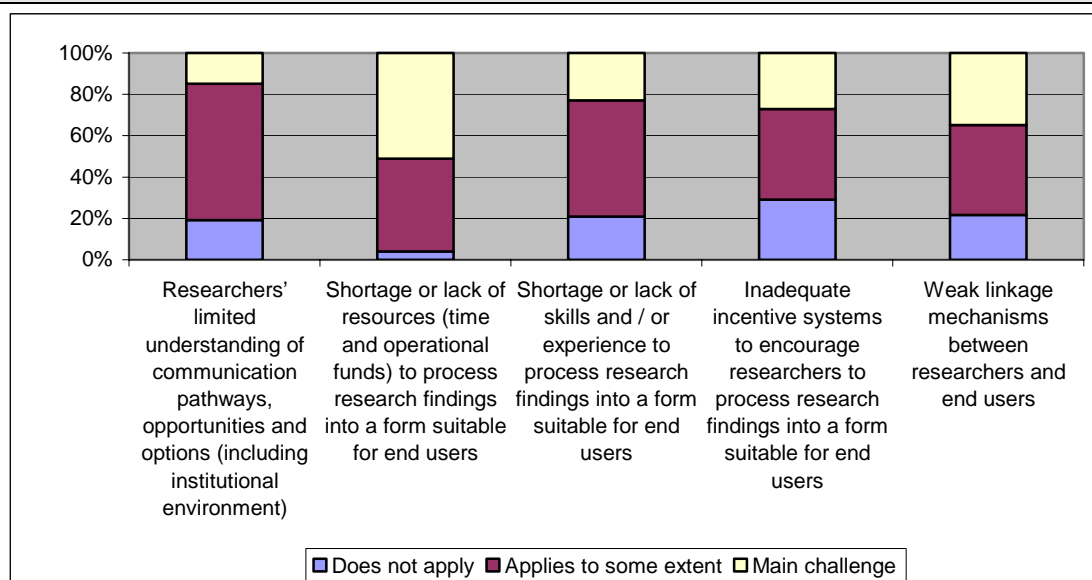 100%
80%
60%
40%
20%
0%
Researchers’
limited
understanding of
communication
pathways,
opportunities and
options (including
institutional
environment)
Shortage or lack of
resources (time
and operational
funds) to process
research findings
into a form suitable
for end users
Shortage or lack of
skills and / or
experience to
process research
findings into a form
suitable for end
users
Inadequate
incentive systems
to encourage
researchers to
process research
findings into a form
suitable for end
users
Weak linkage
mechanisms
between
researchers and
end users
Does not apply Applies to some extent Main challenge